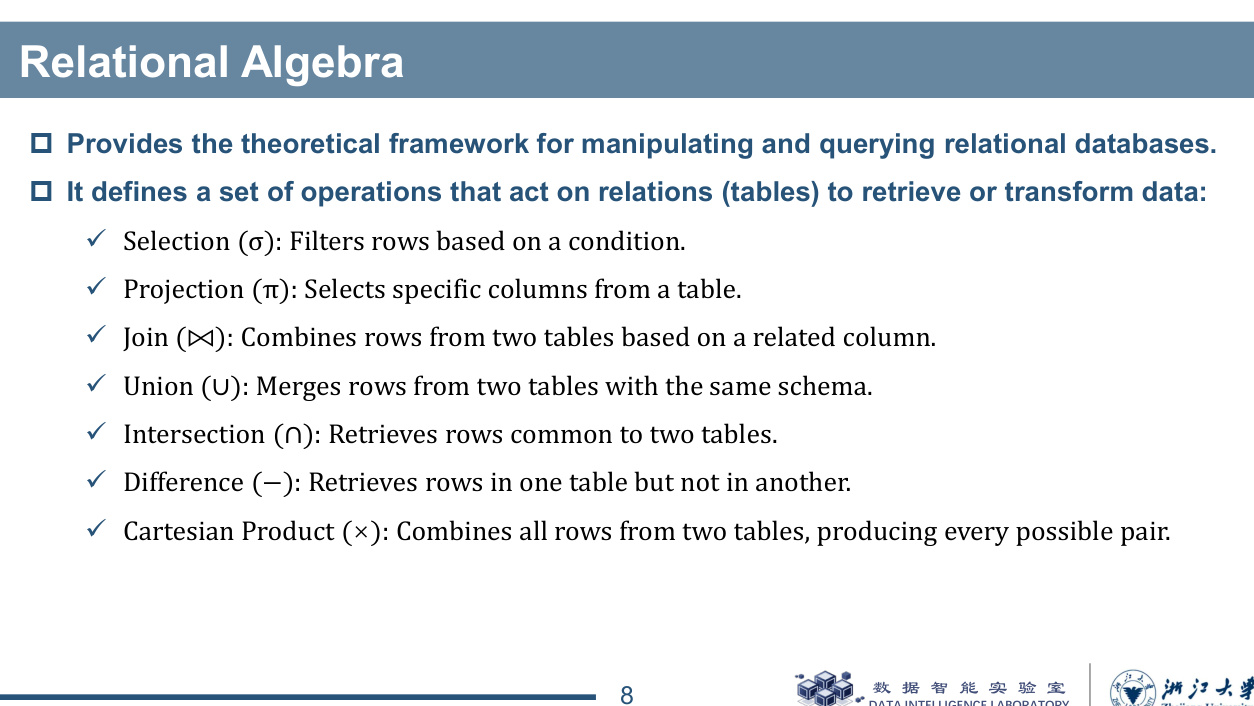 Relational Algebra
Provides the theoretical framework for manipulating and querying relational databases.
It defines a set of operations that act on relations (tables) to retrieve or transform data:
✓ Selection (σ): Filters rows based on a condition.
✓ Projection (π): Selects specific columns from a table.
✓ Join (⋈): Combines rows from two tables based on a related column.
✓ Union (∪): Merges rows from two tables with the same schema.
✓ Intersection (∩): Retrieves rows common to two tables.
✓ Difference (−): Retrieves rows in one table but not in another.
✓ Cartesian Product (×): Combines all rows from two tables, producing every possible pair.
8
数据智能实验室
DATA INTELLIGENCE LABORATORY
浙江大学